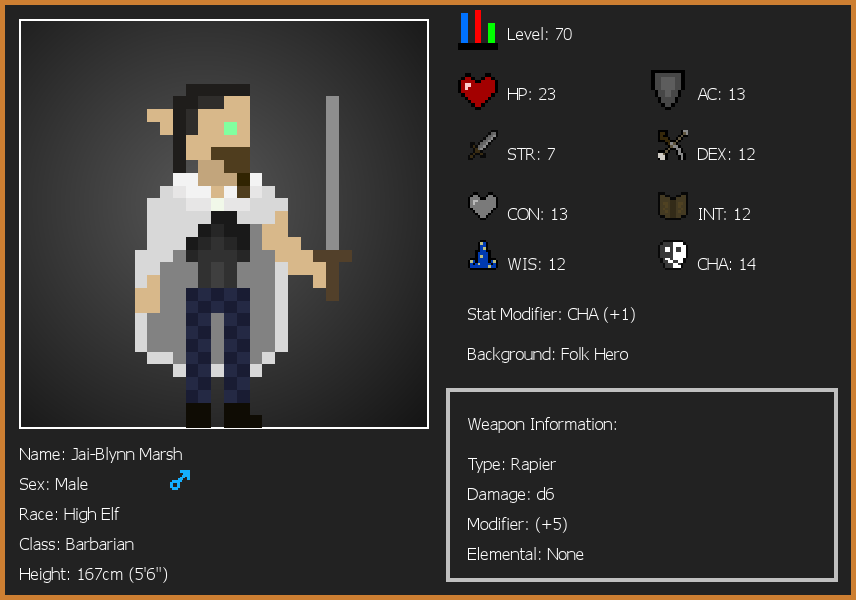 Level: 70
HP: 23
AC: 13
STR: 7
DEX: 12
CON: 13
INT: 12
WIS: 12
CHA: 14
Stat Modifier: CHA (+1)
Background: Folk Hero
Weapon Information:
Type: Rapier
Damage: d6
Modifier: (+5)
Elemental: None
Name: Jai-Blynn Marsh
Sex: Male
Race: High Elf
Class: Barbarian
Height: 167cm (5'6")